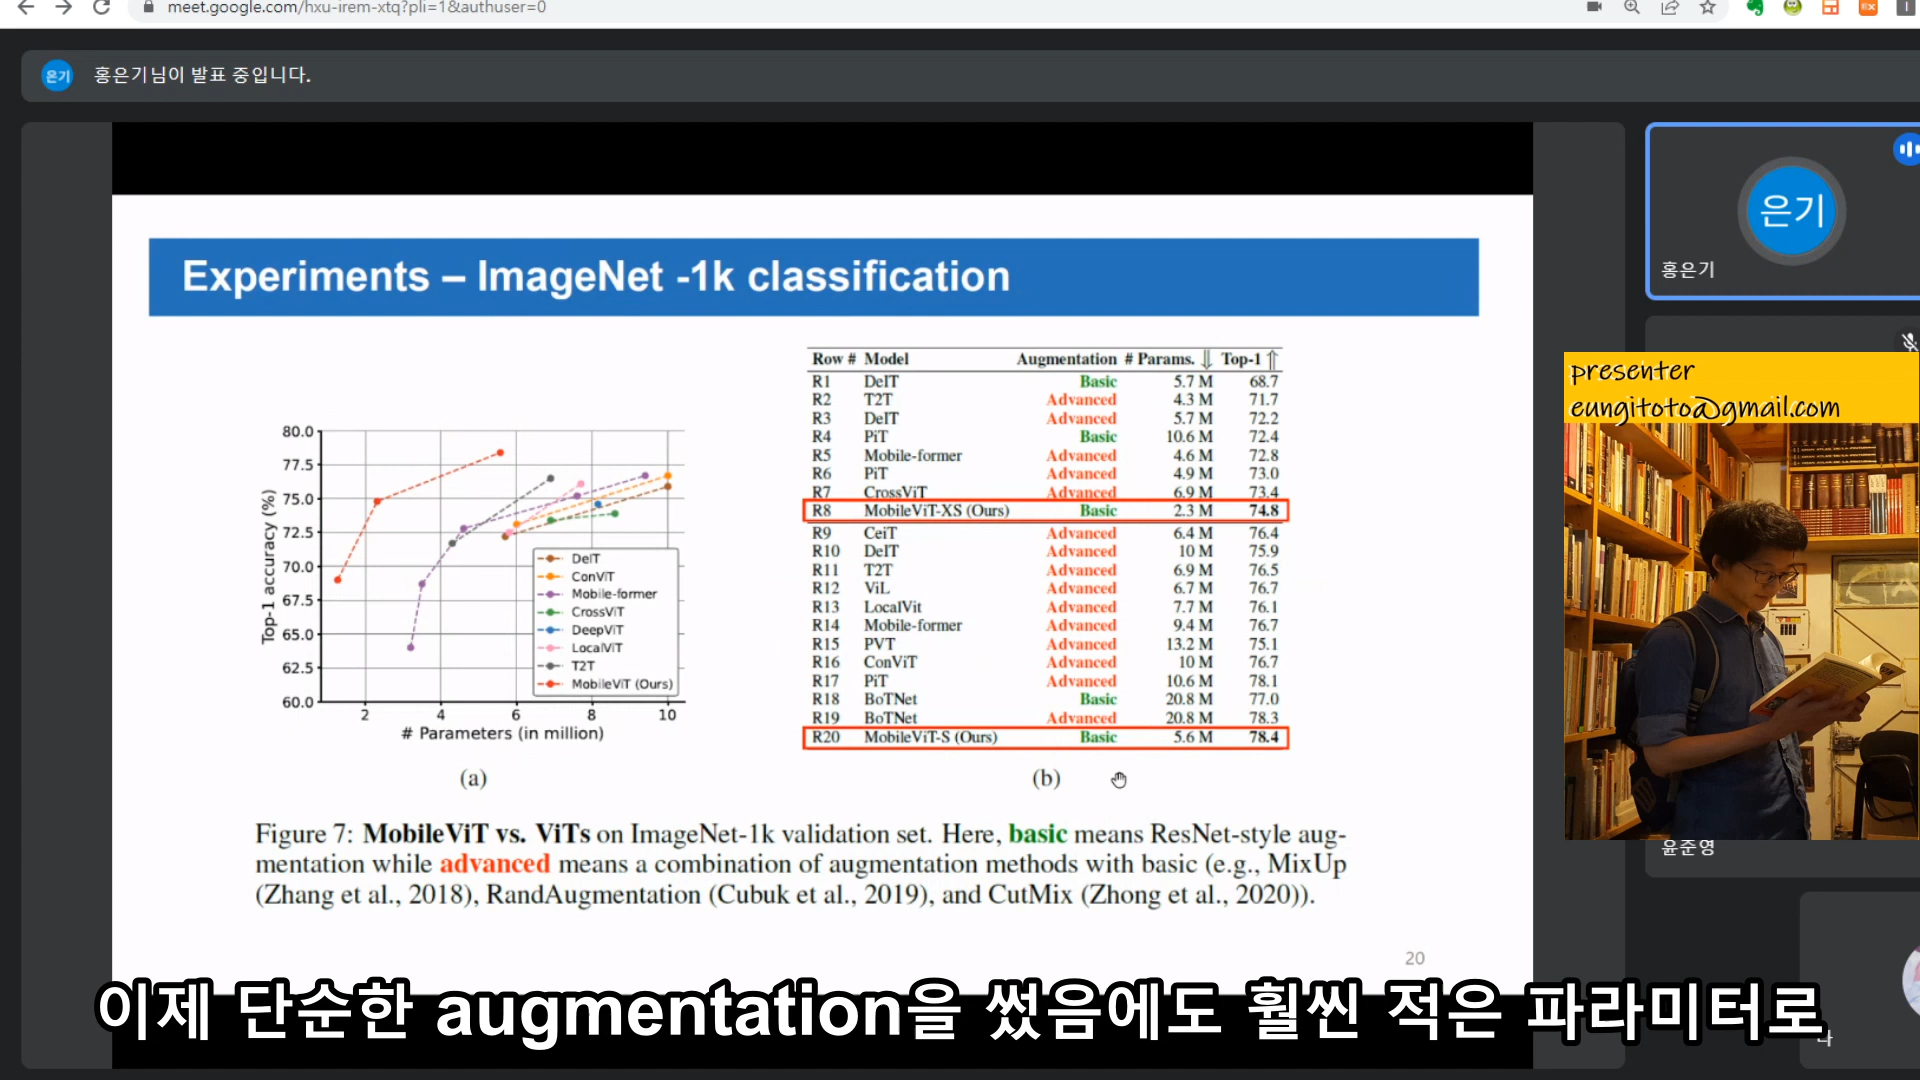 meet.google.com/hxu-irem-xtq?pli=1&authuser=0
은기 홍은기님이 발표 중입니다.
은기
홍은기
presenter
eungitoto@gmail.com
윤준영
Experiments – ImageNet -1k classification
80.0
77.5
75.0
72.5
70.0
67.5
65.0
62.5
60.0
Top-1 accuracy (%)
2 4 6 8 10
# Parameters (in million)
DeIT
ConViT
Mobile-former
CrossViT
DeepViT
LocalViT
T2T
MobileViT (Ours)
(a)
Row # Model Augmentation # Params. ⇓ Top-1 ⇑
R1 DeIT Basic 5.7 M 68.7
R2 T2T Advanced 4.3 M 71.7
R3 DeIT Advanced 5.7 M 72.2
R4 PiT Basic 10.6 M 72.4
R5 Mobile-former Advanced 4.6 M 72.8
R6 PiT Advanced 4.9 M 73.0
R7 CrossViT Advanced 6.9 M 73.4
R8 MobileViT-XS (Ours) Basic 2.3 M 74.8
R9 CeiT Advanced 6.4 M 76.4
R10 DeIT Advanced 10 M 75.9
R11 T2T Advanced 6.9 M 76.5
R12 ViL Advanced 6.7 M 76.7
R13 LocalVit Advanced 7.7 M 76.1
R14 Mobile-former Advanced 9.4 M 76.7
R15 PVT Advanced 13.2 M 75.1
R16 ConViT Advanced 10 M 76.7
R17 PiT Advanced 10.6 M 78.1
R18 BoTNet Basic 20.8 M 77.0
R19 BoTNet Advanced 20.8 M 78.3
R20 MobileViT-S (Ours) Basic 5.6 M 78.4
(b)
Figure 7: MobileViT vs. ViTs on ImageNet-1k validation set. Here, basic means ResNet-style aug-
mentation while advanced means a combination of augmentation methods with basic (e.g., MixUp
(Zhang et al., 2018), RandAugmentation (Cubuk et al., 2019), and CutMix (Zhong et al., 2020)).
20
이제 단순한 augmentation을 썼음에도 훨씬 적은 파라미터로